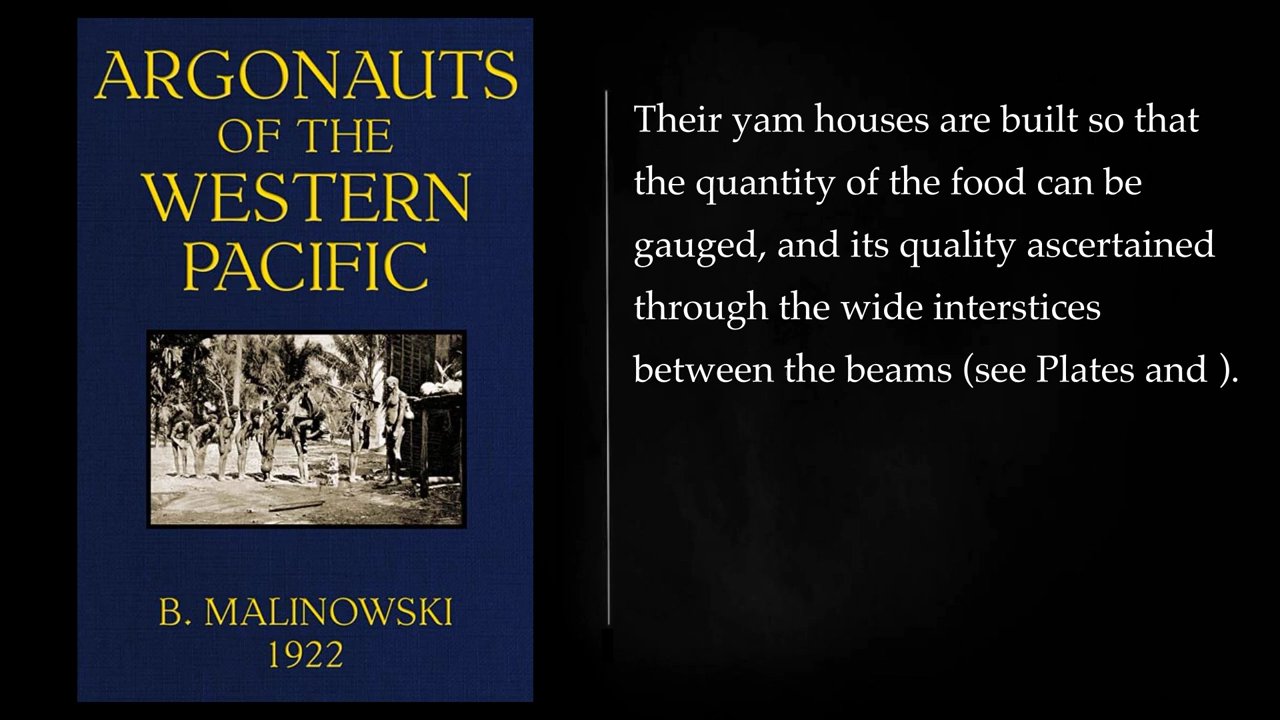 ARGONAUTS
OF THE
WESTERN
PACIFIC
B. MALINOWSKI
1922
Their yam houses are built so that
the quantity of the food can be
gauged, and its quality ascertained
through the wide interstices
between the beams (see Plates and ).